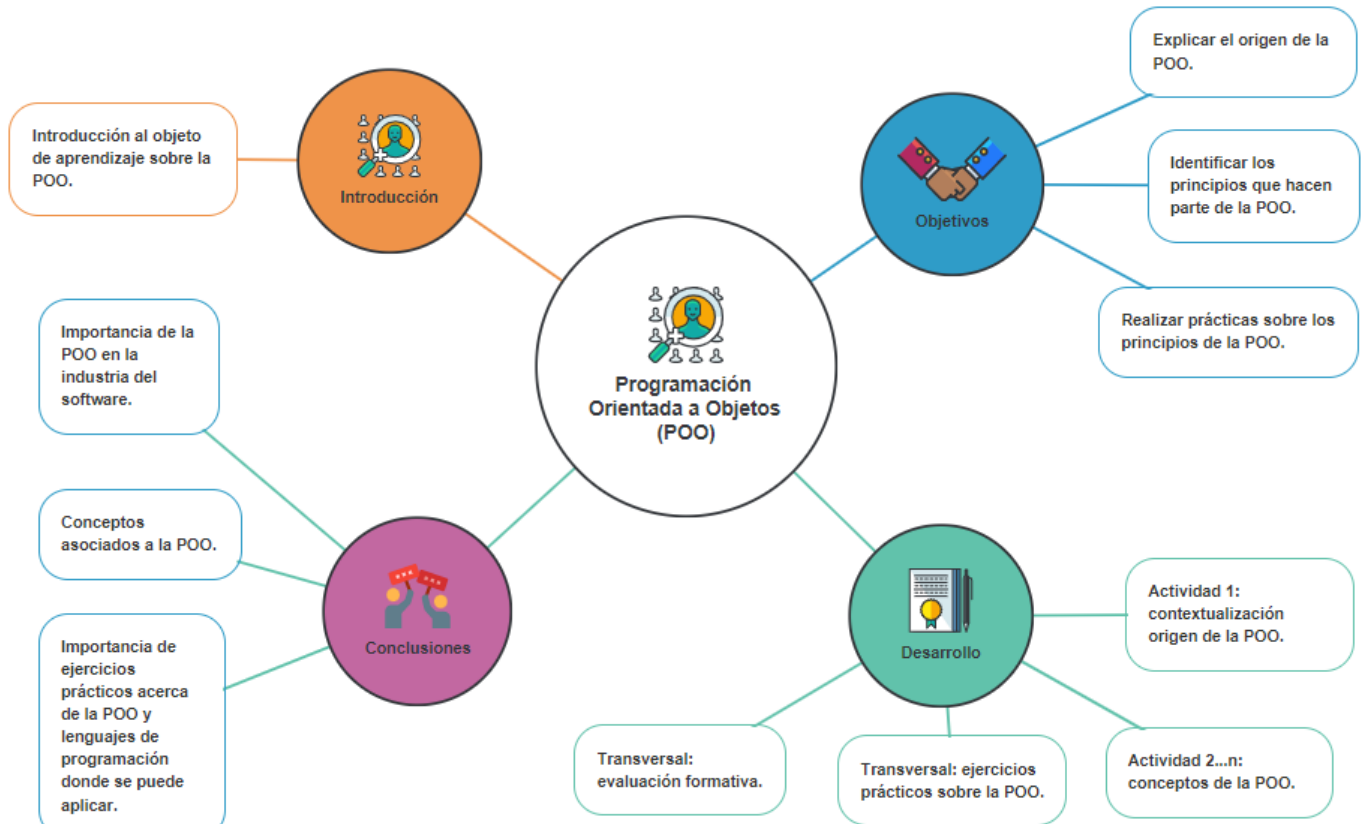 Programación
Orientada a Objetos
(POO)
Introducción
Introducción al objeto
de aprendizaje sobre la
POO.
Objetivos
Explicar el origen de la
POO.
Identificar los
principios que hacen
parte de la POO.
Realizar prácticas sobre los
principios de la POO.
Desarrollo
Actividad 1:
contextualización
origen de la POO.
Actividad 2...n:
conceptos de la POO.
Transversal: ejercicios
prácticos sobre la POO.
Transversal:
evaluación formativa.
Conclusiones
Importancia de la
POO en la
industria del
software.
Conceptos
asociados a la POO.
Importancia de
ejercicios
prácticos acerca
de la POO y
lenguajes de
programación
donde se puede
aplicar.